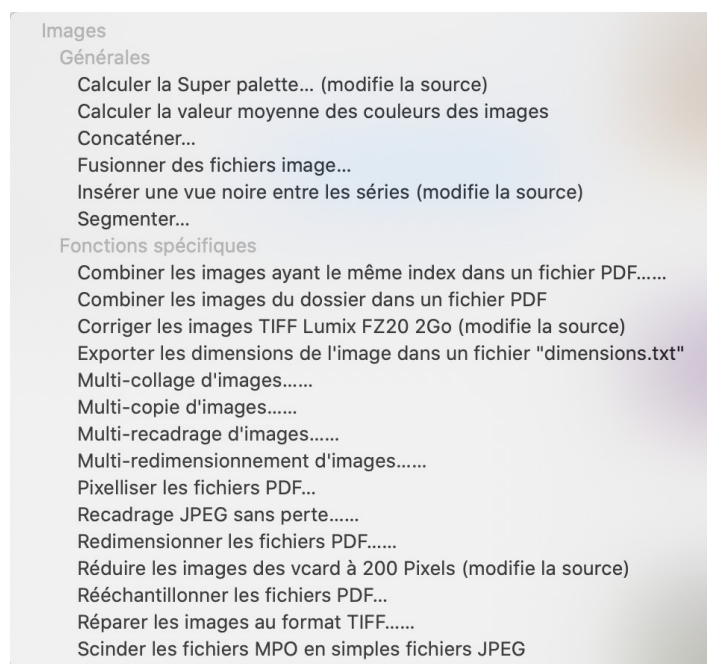 Images
Générales
Calculer la Super palette... (modifie la source)
Calculer la valeur moyenne des couleurs des images
Concaténer...
Fusionner des fichiers image...
Insérer une vue noire entre les séries (modifie la source)
Segmenter...
Fonctions spécifiques
Combiner les images ayant le même index dans un fichier PDF......
Combiner les images du dossier dans un fichier PDF
Corriger les images TIFF Lumix FZ20 2Go (modifie la source)
Exporter les dimensions de l'image dans un fichier "dimensions.txt"
Multi-collage d'images......
Multi-copie d'images......
Multi-recadrage d'images......
Multi-redimensionnement d'images......
Pixelliser les fichiers PDF...
Recadrage JPEG sans perte......
Redimensionner les fichiers PDF......
Réduire les images des vcard à 200 Pixels (modifie la source)
Rééchantillonner les fichiers PDF...
Réparer les images au format TIFF......
Scinder les fichiers MPO en simples fichiers JPEG